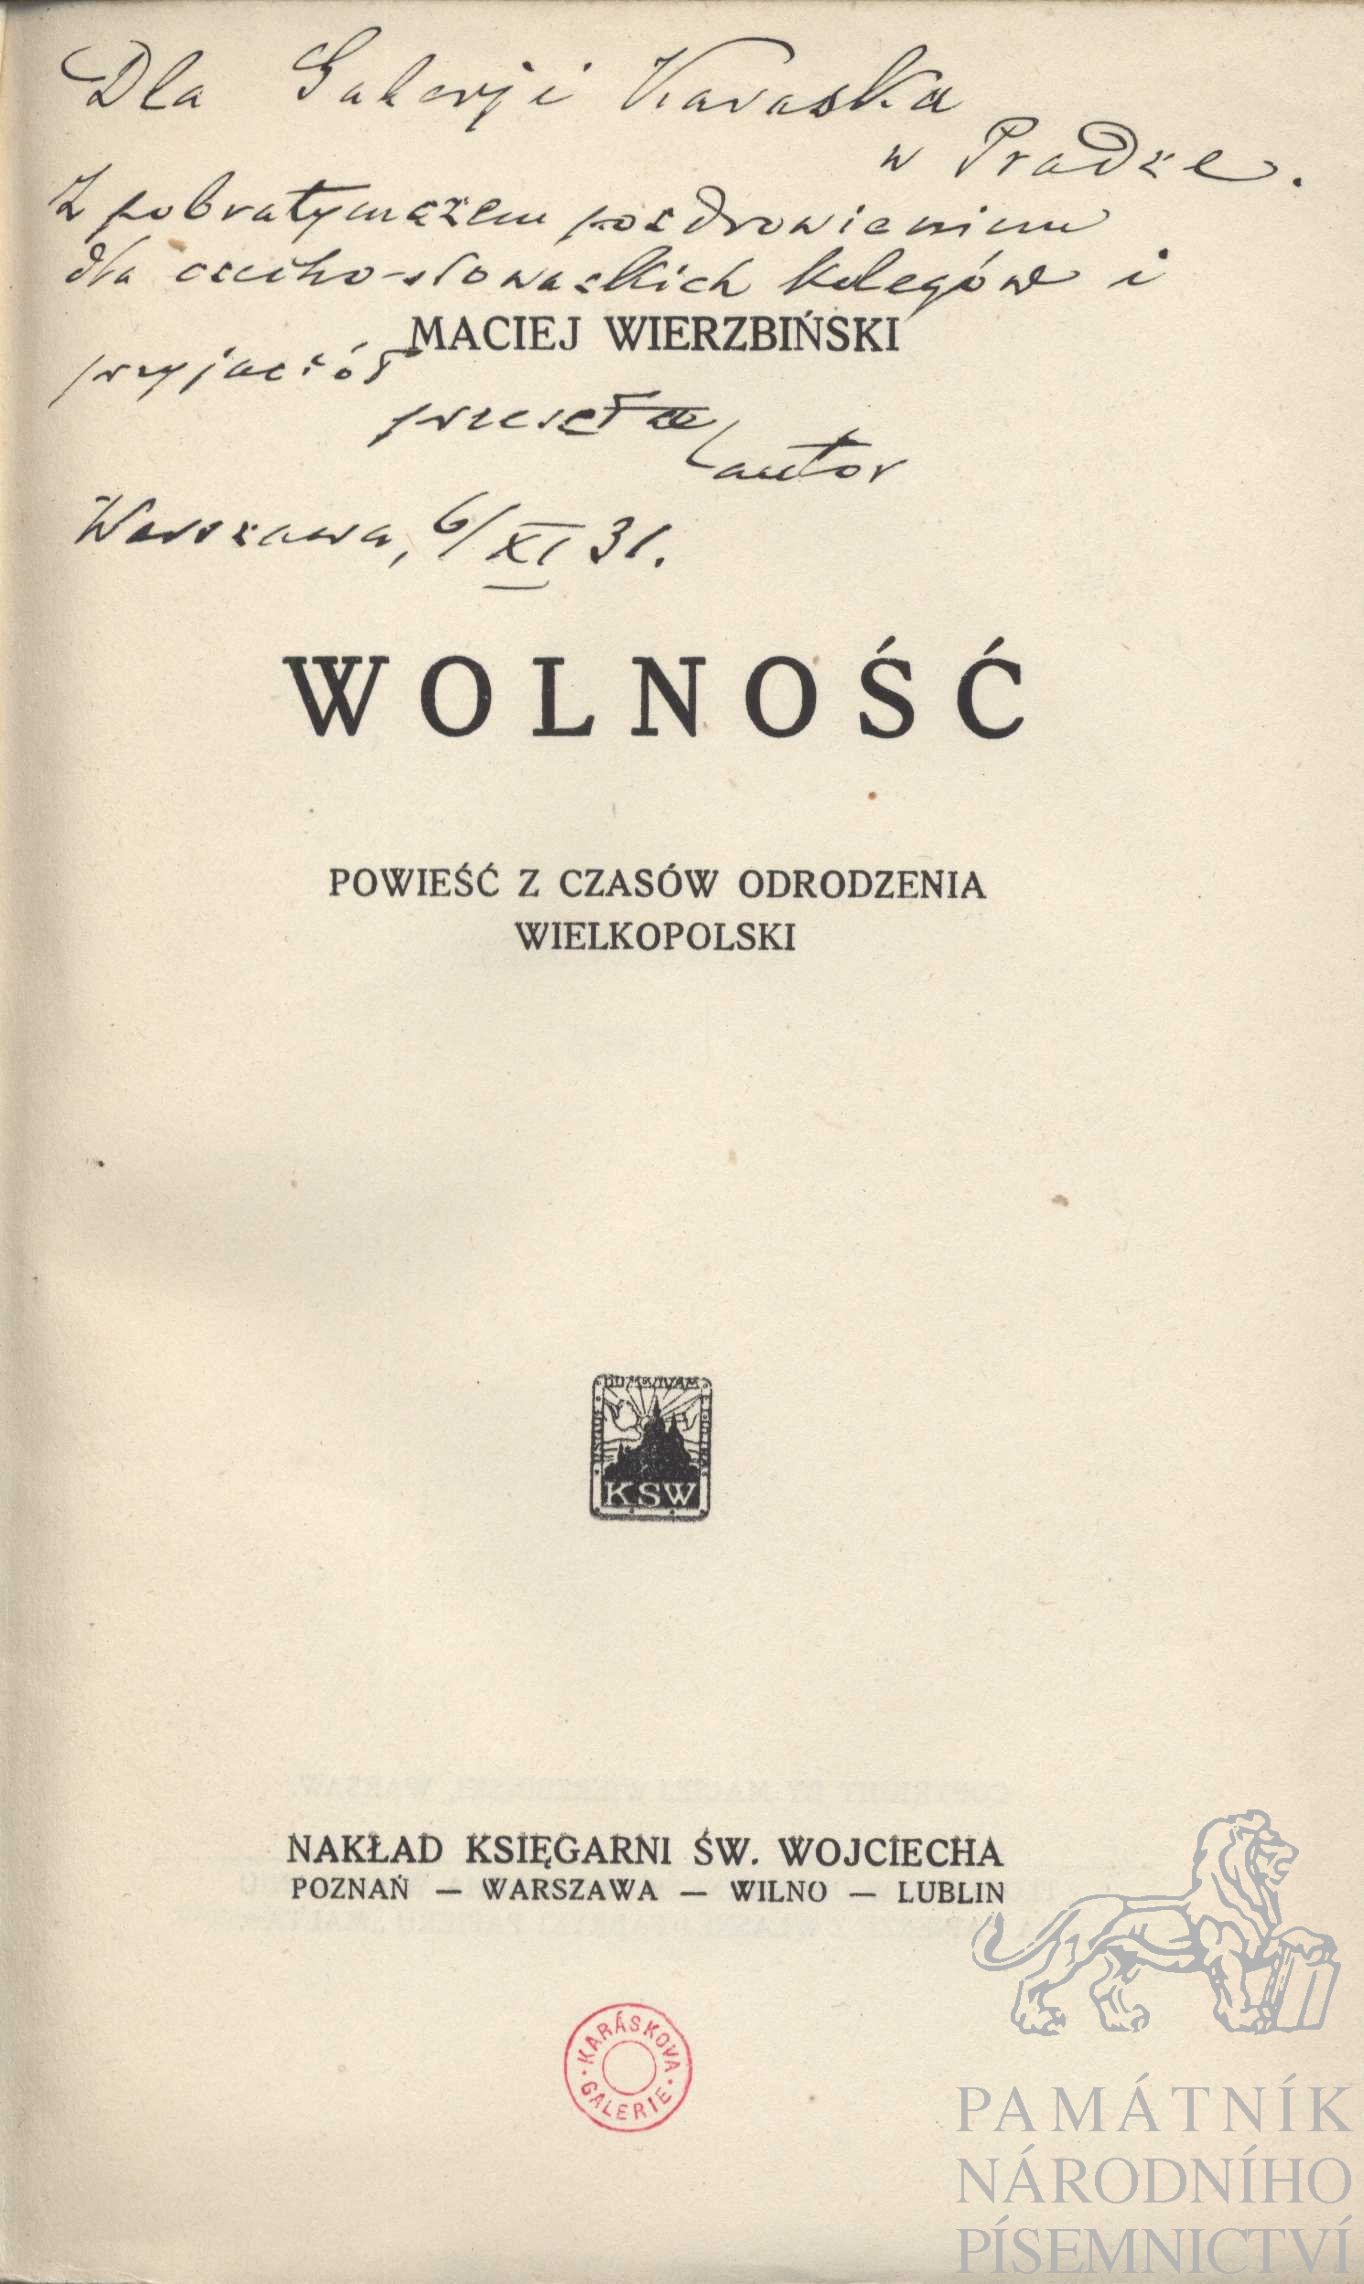 Dla Galerji Karaska
w Pradze.
Z pobratymczem pozdrowieniem
dla czecho-słowackich kolegów i
przyjaciół
MACIEJ WIERZBIŃSKI
przesyła
autor
Warszawa, 6/XI 31.
WOLNOŚĆ
POWIEŚĆ Z CZASÓW ODRODZENIA
WIELKOPOLSKI
KSW
NAKŁAD KSIĘGARNI ŚW. WOJCIECHA
POZNAŃ — WARSZAWA — WILNO — LUBLIN
KARÁSKOVA
GALERIE
PAMÁTNÍK
NÁRODNÍHO
PÍSEMNICTVÍ